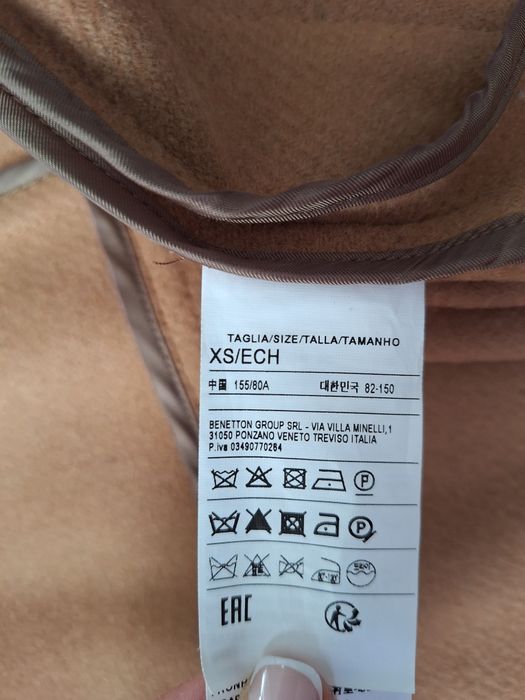 TAGLIA/SIZE/TALLA/TAMANHO
XS/ECH
中国 155/80A 대한민국 82-150
BENETTON GROUP SRL - VIA VILLA MINELLI,1
31050 PONZANO VENETO TREVISO ITALIA
P.iva 03490770264
P
P
EAC